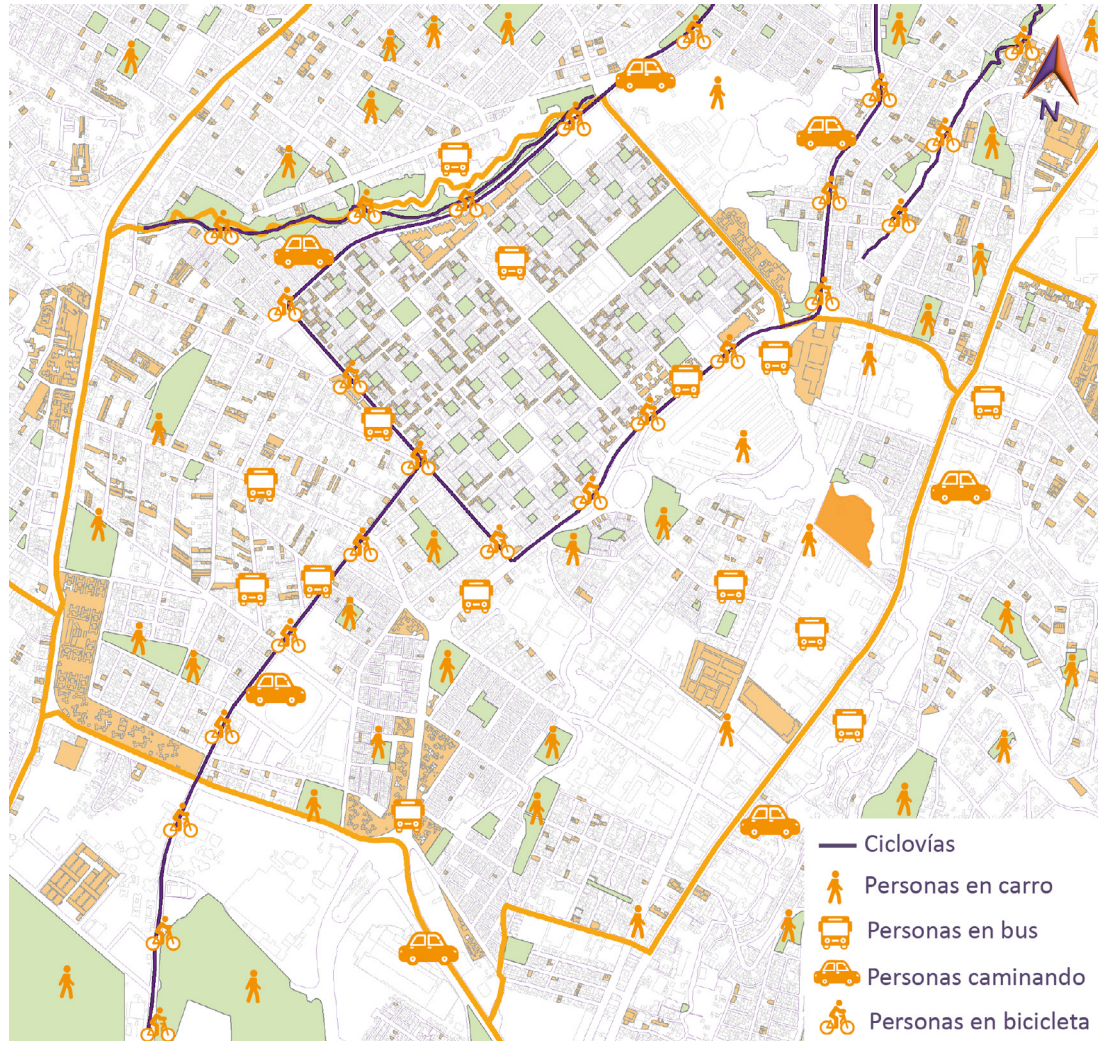 N
Ciclovías
Personas en carro
Personas en bus
Personas caminando
Personas en bicicleta